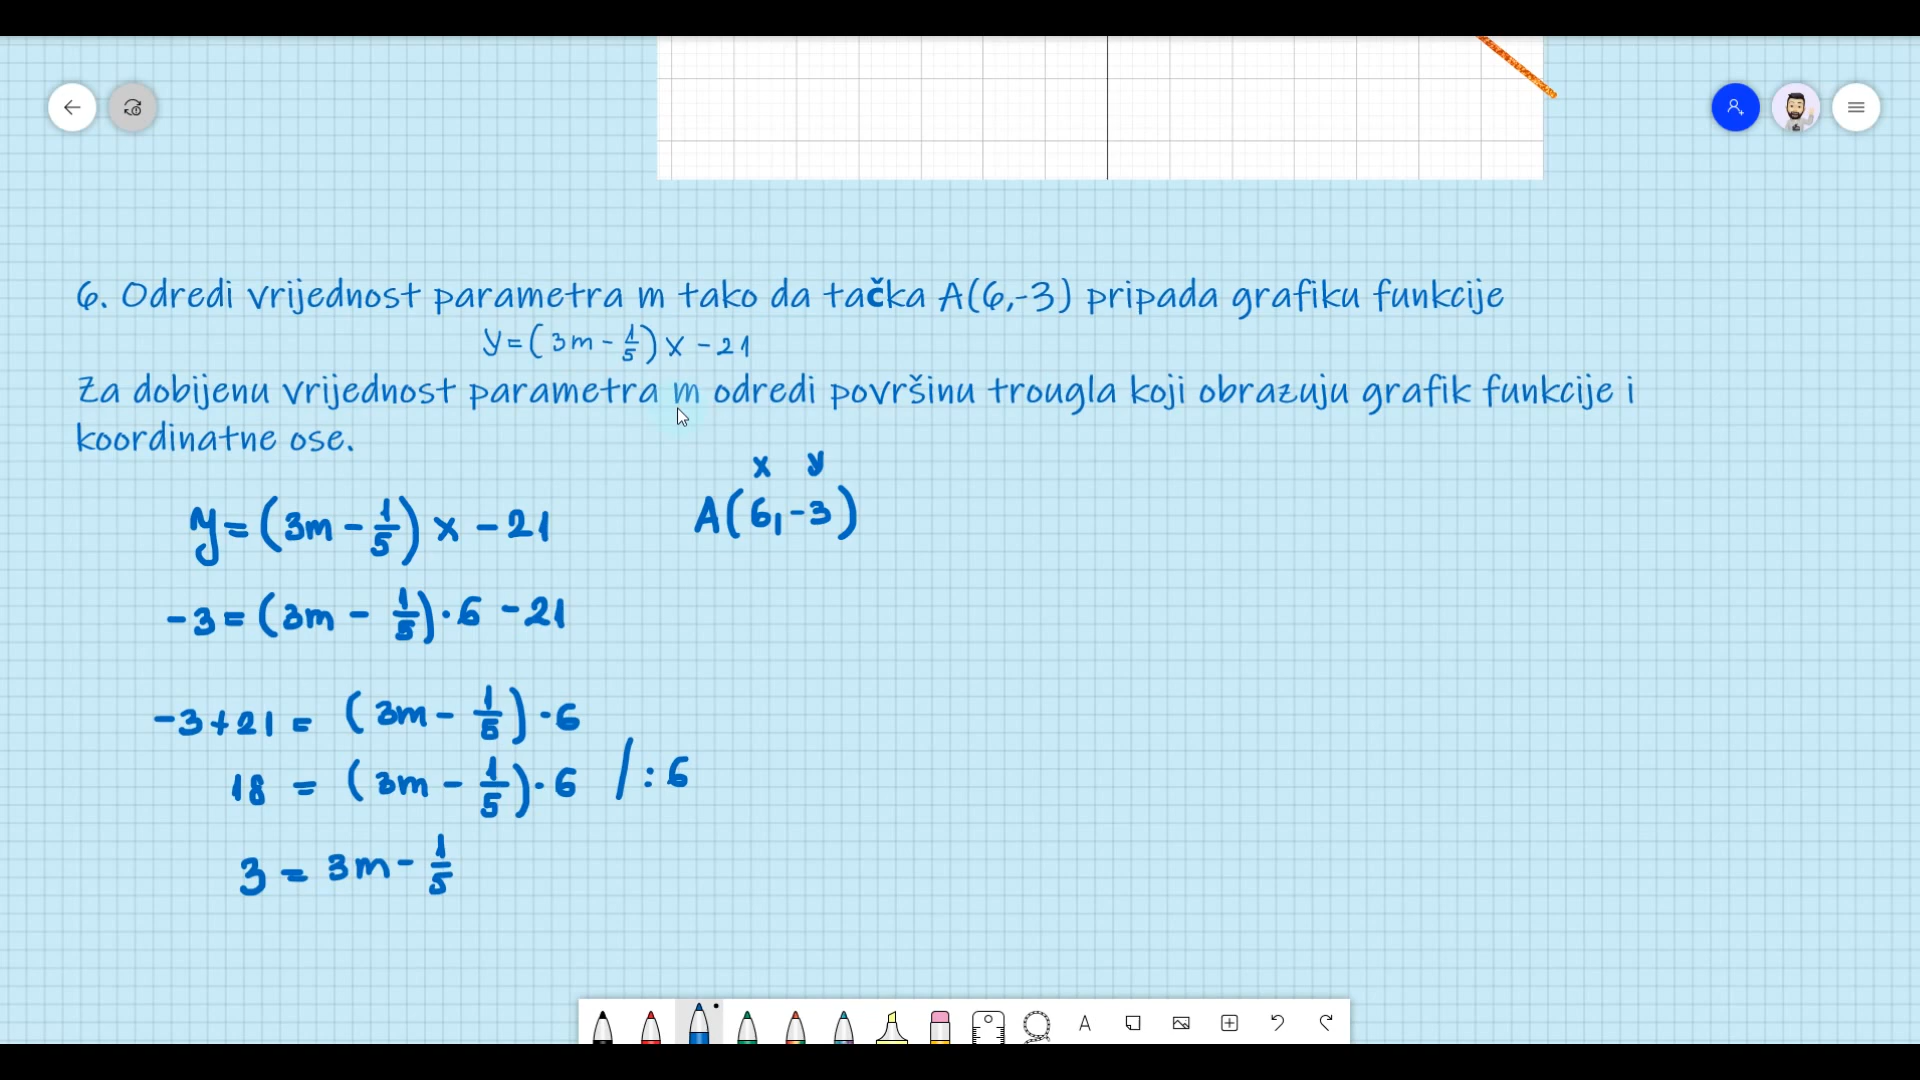 6. Odredi vrijednost parametra m tako da tačka A(6,-3) pripada grafiku funkcije
y=(3m - 1/5)x - 21
Za dobijenu vrijednost parametra m odredi površinu trougla koji obrazuju grafik funkcije i
koordinatne ose.
x y
A(6,-3)
y=(3m - 1/5)x - 21
-3=(3m - 1/5)·6 - 21
-3+21 = (3m - 1/5)·6
18 = (3m - 1/5)·6 /:6
3 = 3m - 1/5
A